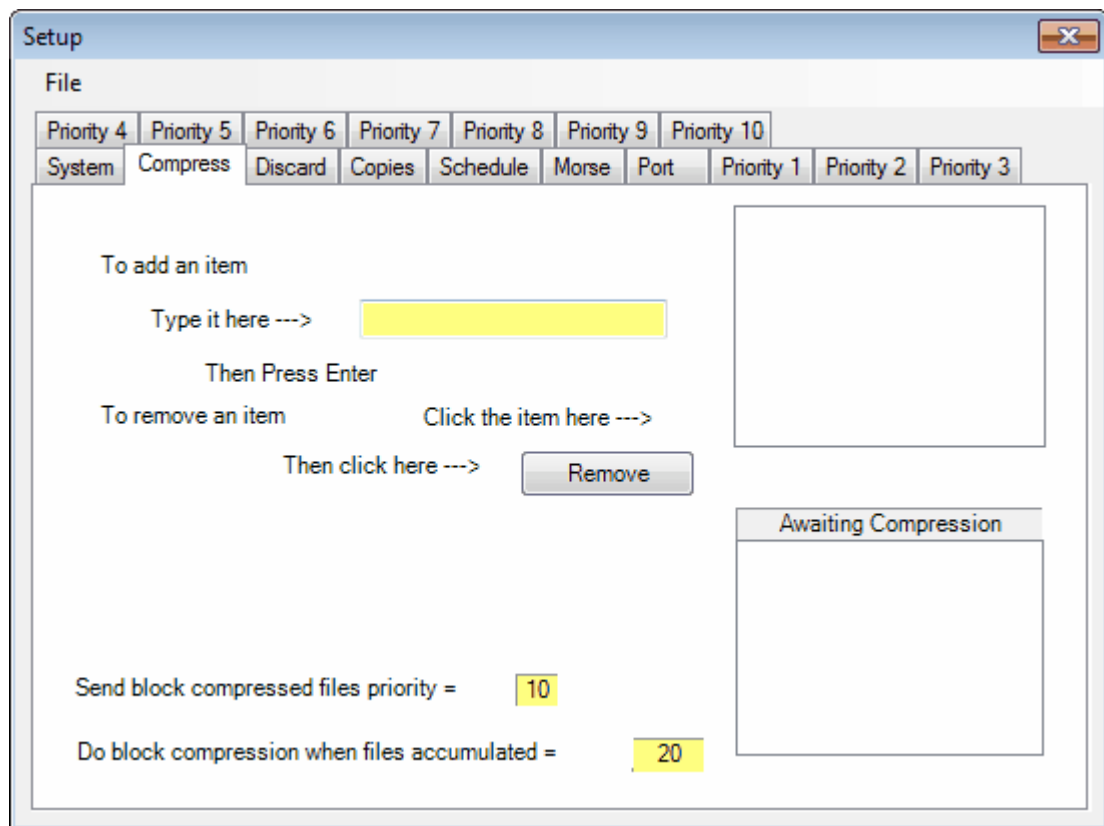 Setup
File
Priority 4 Priority 5 Priority 6 Priority 7 Priority 8 Priority 9 Priority 10
System Compress Discard Copies Schedule Morse Port Priority 1 Priority 2 Priority 3
To add an item
Type it here --->
Then Press Enter
To remove an item Click the item here --->
Then click here ---> Remove
Awaiting Compression
Send block compressed files priority = 10
Do block compression when files accumulated = 20